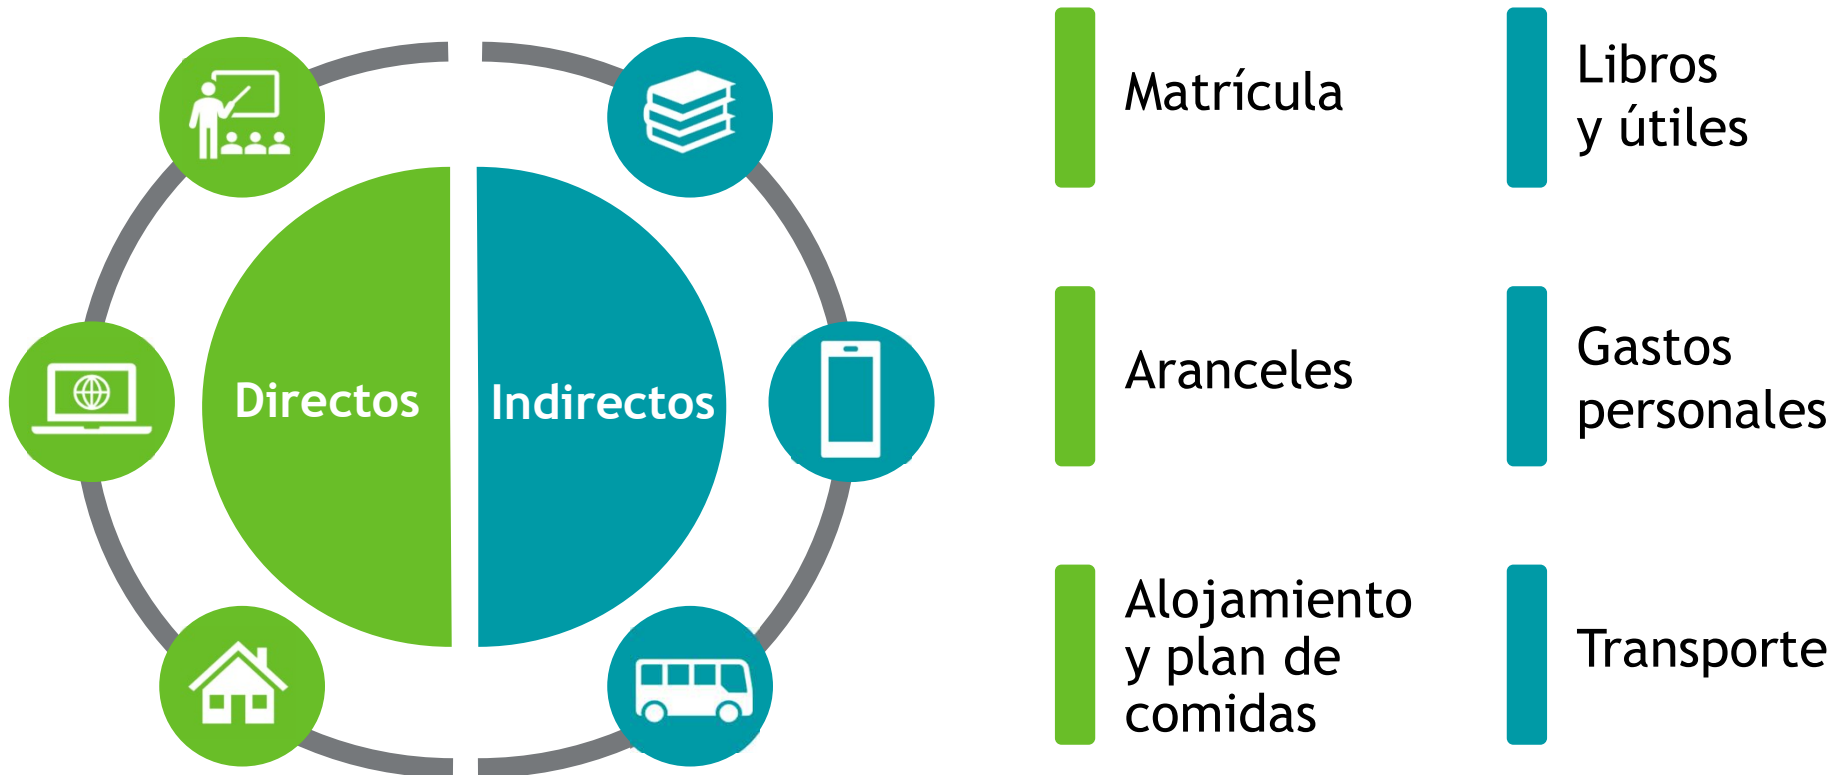 Directos
Indirectos
Matrícula
Aranceles
Alojamiento
y plan de
comidas
Libros
y útiles
Gastos
personales
Transporte